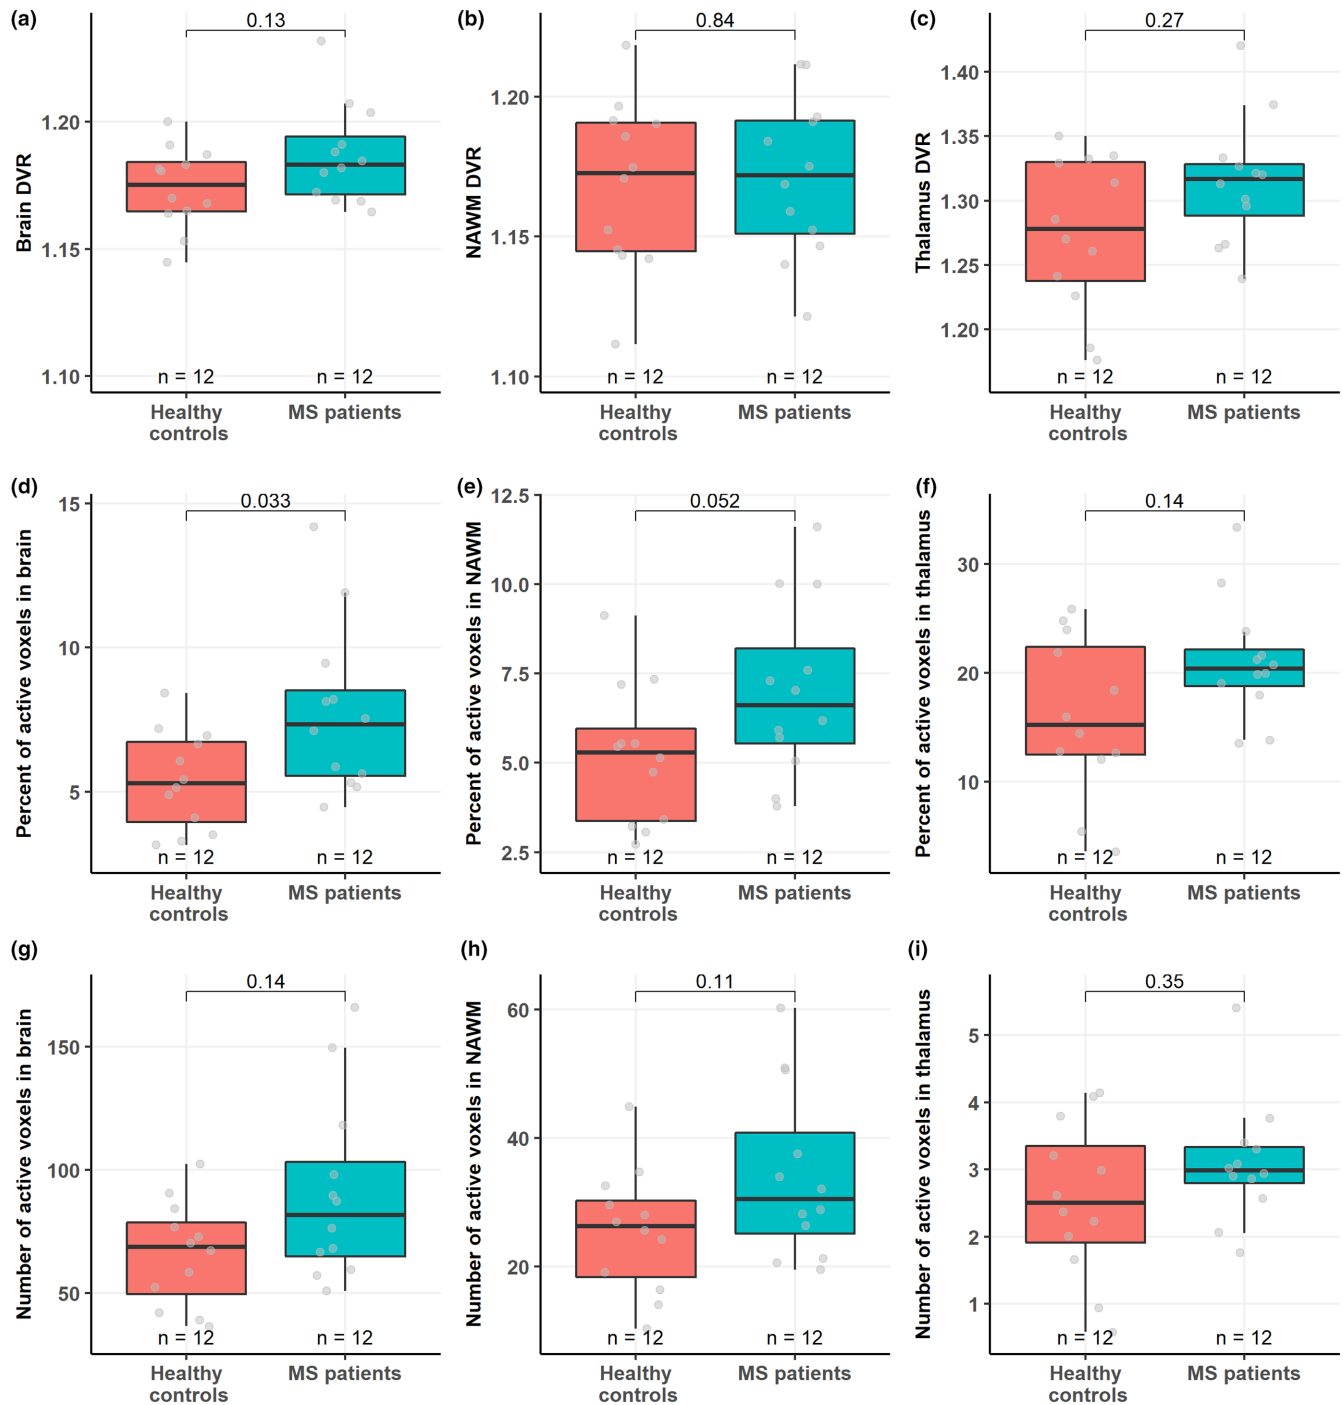 (a)
0.13
Brain DVR
1.20
1.15
1.10
n = 12
n = 12
Healthy
controls
MS patients
(b)
0.84
NAWM DVR
1.20
1.15
1.10
n = 12
n = 12
Healthy
controls
MS patients
(c)
0.27
Thalamus DVR
1.40
1.35
1.30
1.25
1.20
n = 12
n = 12
Healthy
controls
MS patients
(d)
0.033
Percent of active voxels in brain
15
10
5
n = 12
n = 12
Healthy
controls
MS patients
(e)
0.052
Percent of active voxels in NAWM
12.5
10.0
7.5
5.0
2.5
n = 12
n = 12
Healthy
controls
MS patients
(f)
0.14
Percent of active voxels in thalamus
30
20
10
n = 12
n = 12
Healthy
controls
MS patients
(g)
0.14
Number of active voxels in brain
150
100
50
n = 12
n = 12
Healthy
controls
MS patients
(h)
0.11
Number of active voxels in NAWM
60
40
20
n = 12
n = 12
Healthy
controls
MS patients
(i)
0.35
Number of active voxels in thalamus
5
4
3
2
1
n = 12
n = 12
Healthy
controls
MS patients